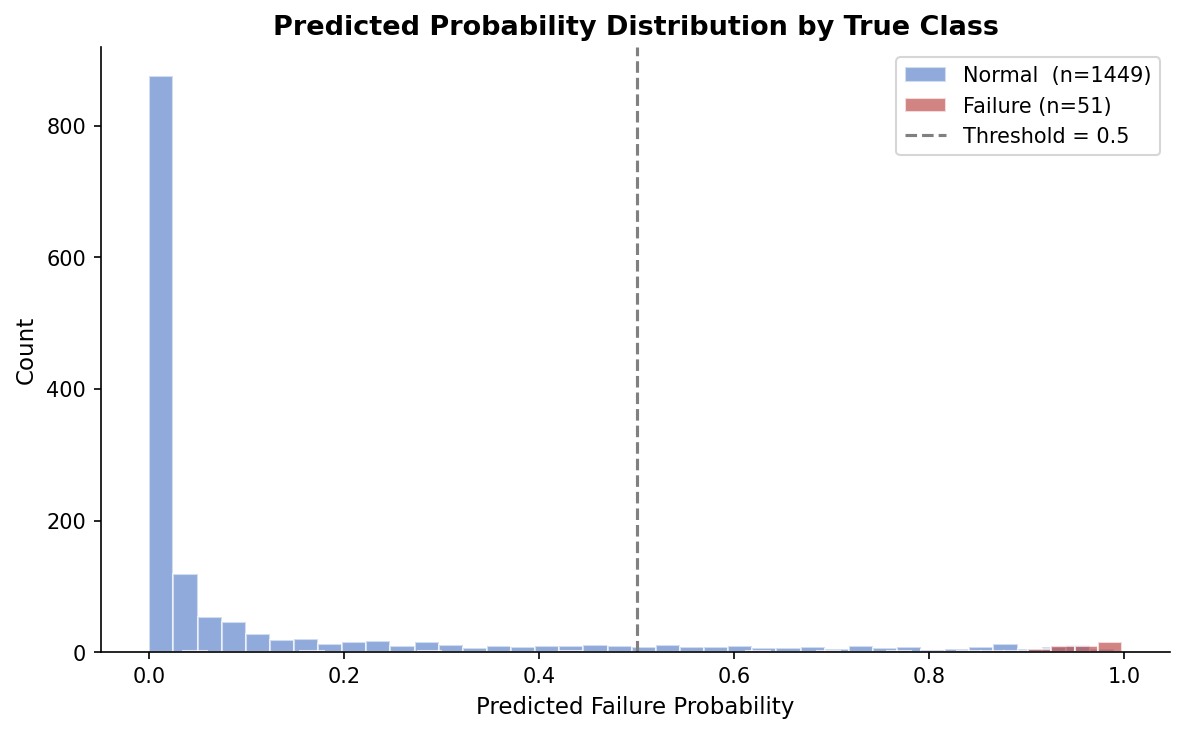 Predicted Probability Distribution by True Class
Normal (n=1449)
Failure (n=51)
Threshold = 0.5
Count
800
600
400
200
0
0.0 0.2 0.4 0.6 0.8 1.0
Predicted Failure Probability